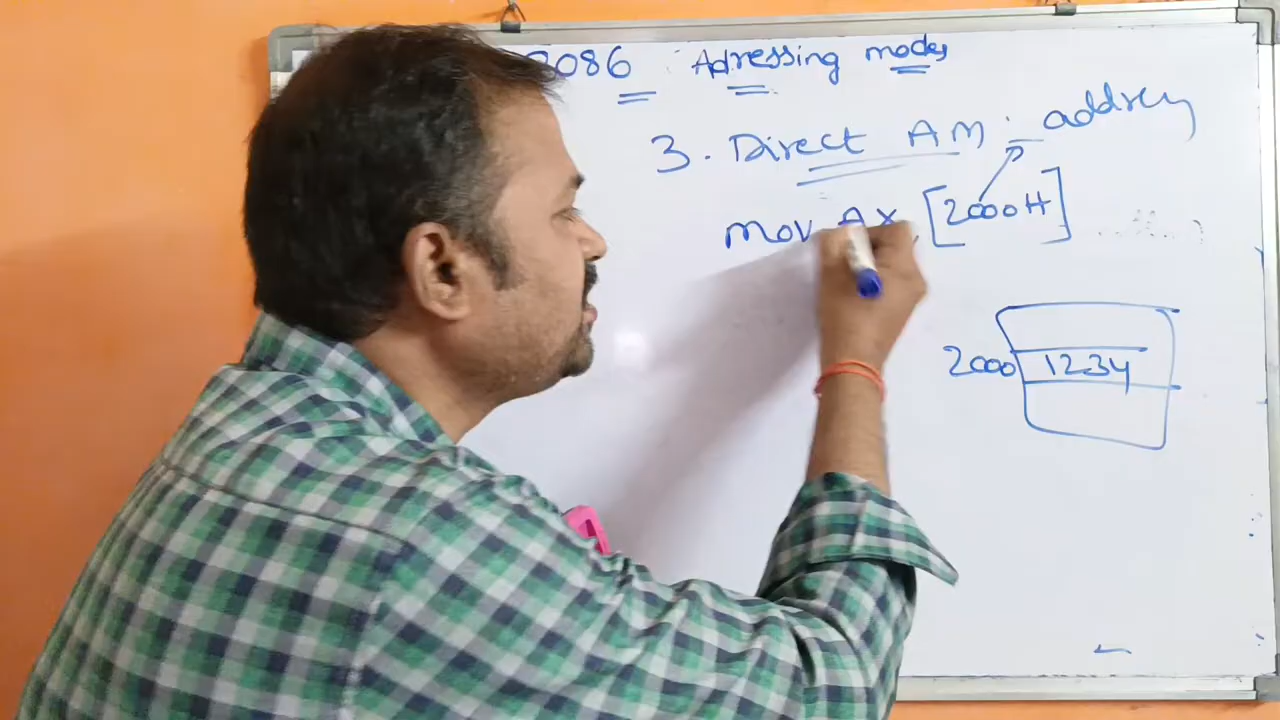 8086 : Adressing modes
3. Direct AM : address
mov AX, [2000H]
2000 1234